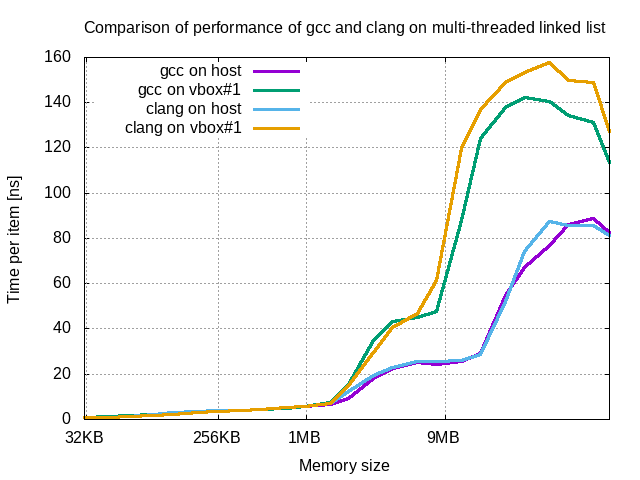 Comparison of performance of gcc and clang on multi-threaded linked list
160
140
120
100
80
60
40
20
0
Time per item [ns]
gcc on host
gcc on vbox#1
clang on host
clang on vbox#1
32KB
256KB
1MB
9MB
Memory size